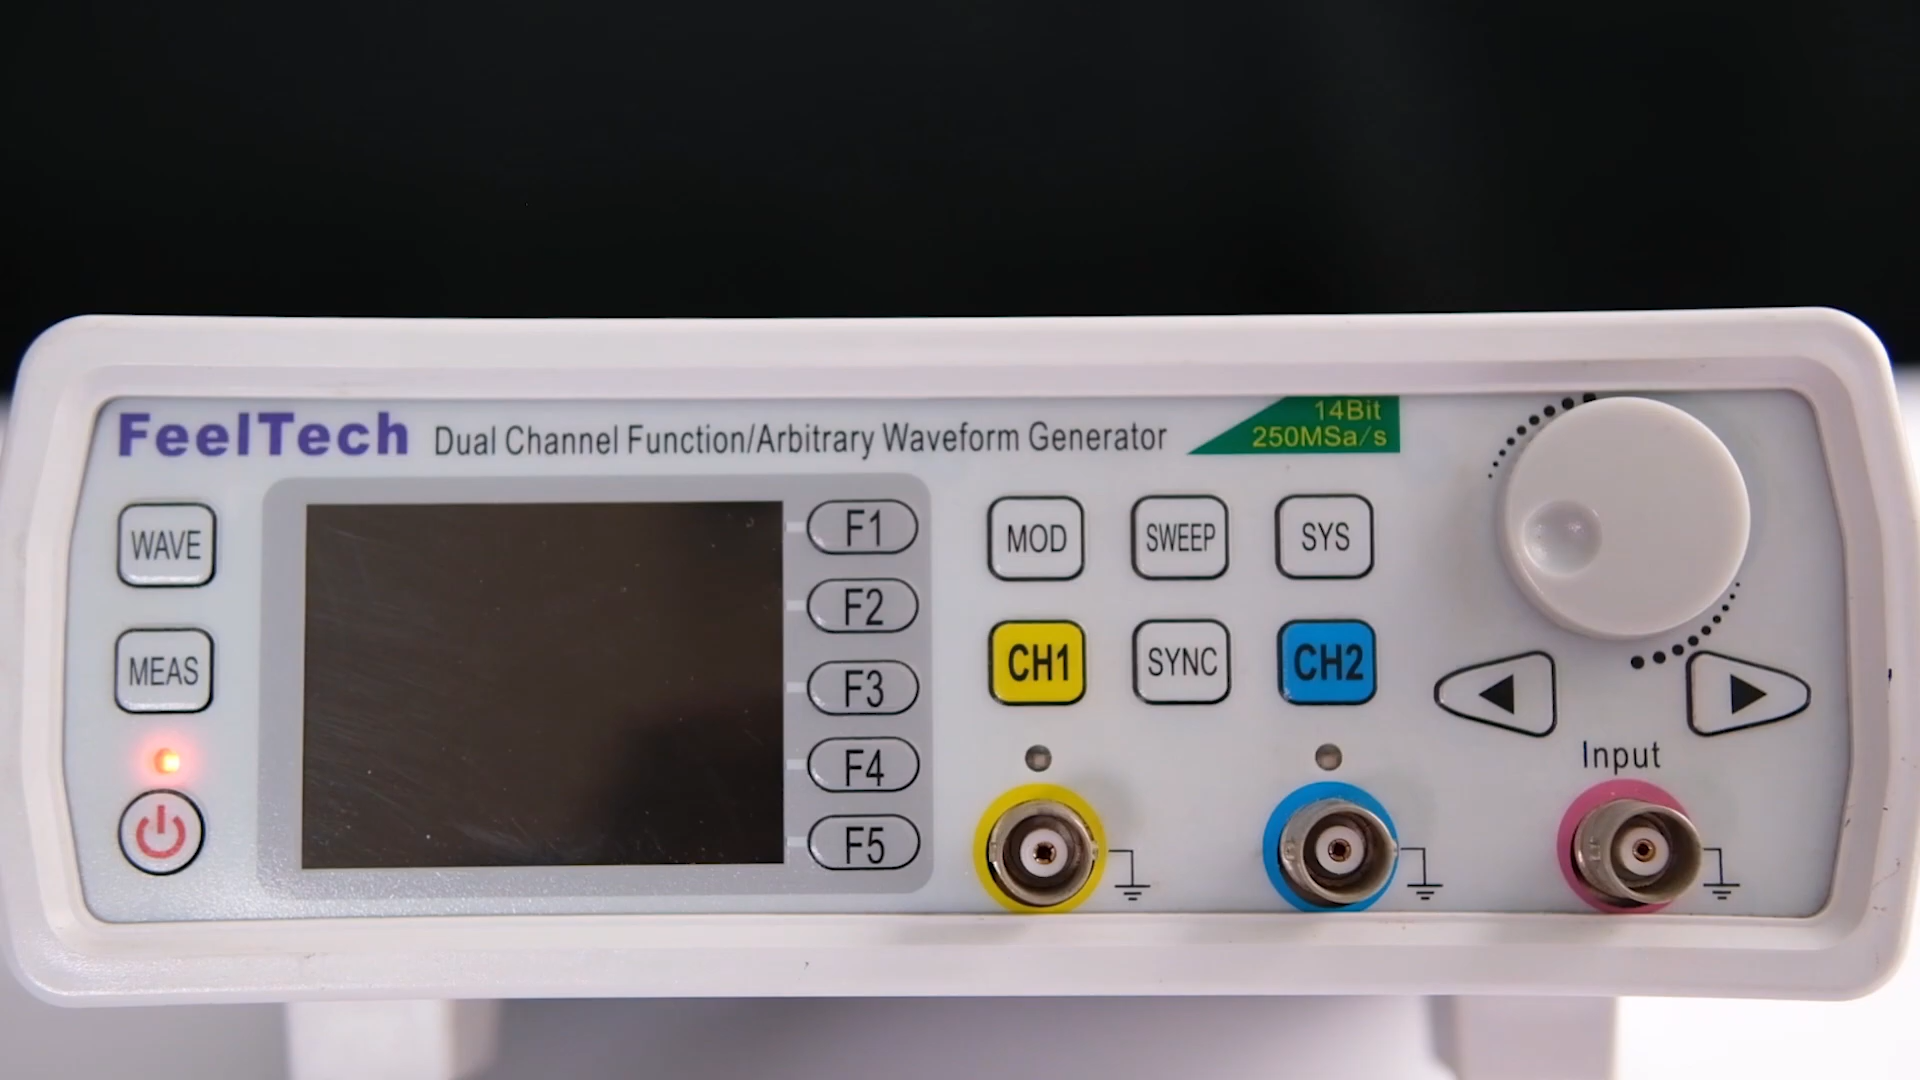 FeelTech Dual Channel Function/Arbitrary Waveform Generator
14Bit
250MSa/s
WAVE
MEAS
F1
F2
F3
F4
F5
MOD SWEEP SYS
CH1 SYNC CH2
Input